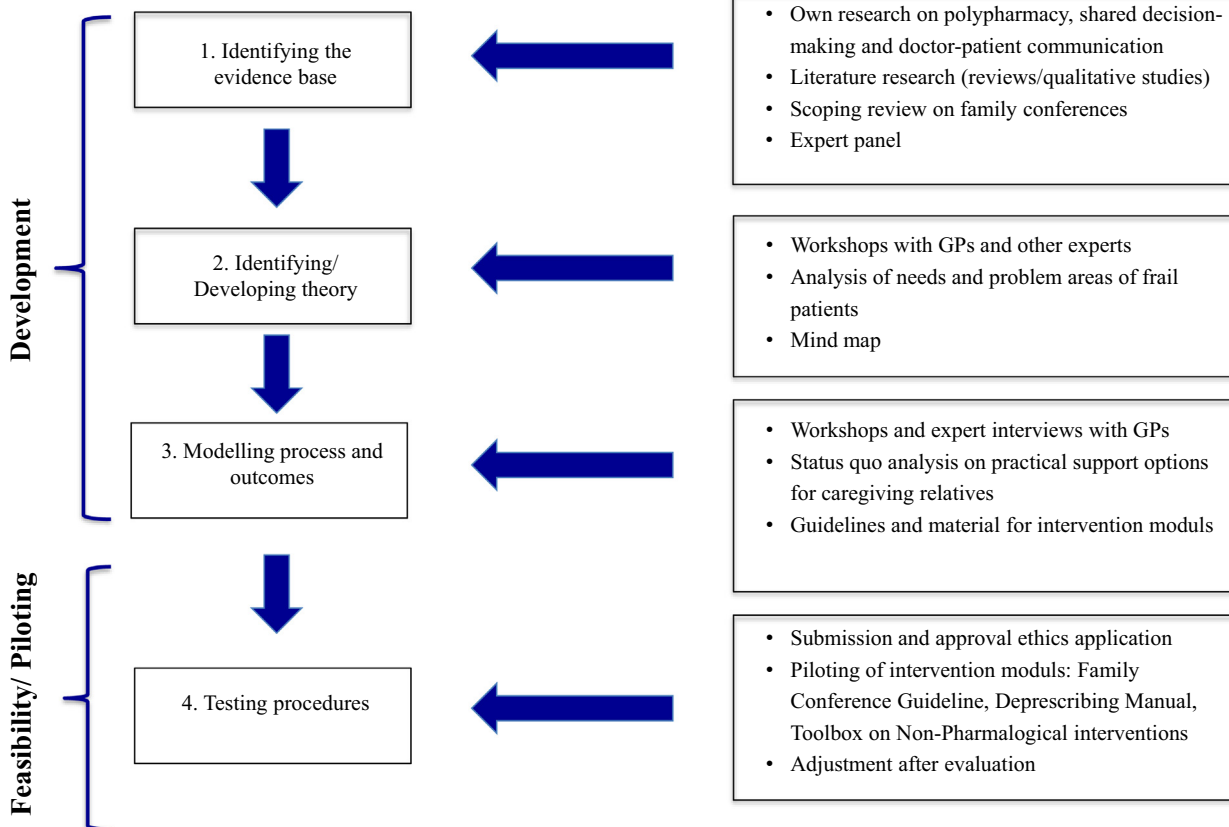 Development
1. Identifying the
evidence base
• Own research on polypharmacy, shared decision-
making and doctor-patient communication
• Literature research (reviews/qualitative studies)
• Scoping review on family conferences
• Expert panel
2. Identifying/
Developing theory
• Workshops with GPs and other experts
• Analysis of needs and problem areas of frail
patients
• Mind map
3. Modelling process and
outcomes
• Workshops and expert interviews with GPs
• Status quo analysis on practical support options
for caregiving relatives
• Guidelines and material for intervention moduls
Feasibility/ Piloting
4. Testing procedures
• Submission and approval ethics application
• Piloting of intervention moduls: Family
Conference Guideline, Deprescribing Manual,
Toolbox on Non-Pharmalogical interventions
• Adjustment after evaluation